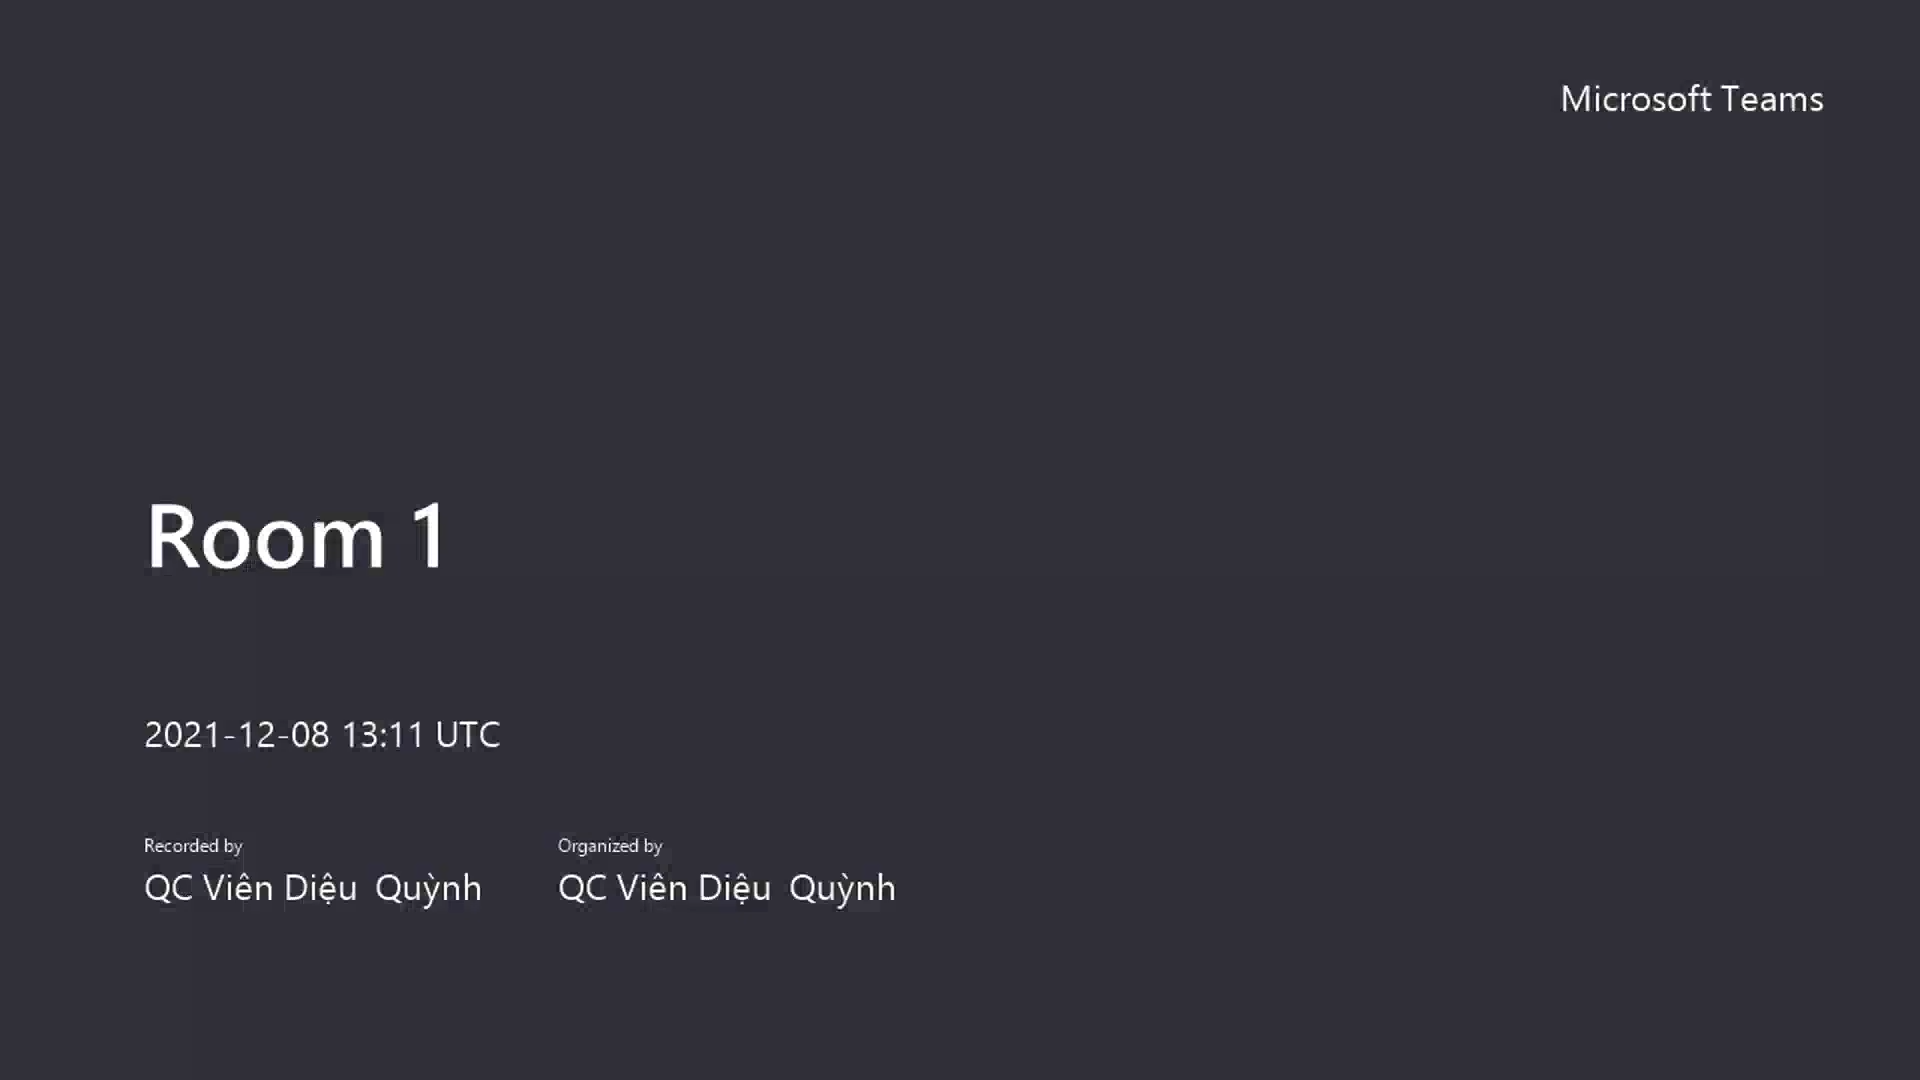 Microsoft Teams
Room 1
2021-12-08 13:11 UTC
Recorded by
QC Viên Diệu  Quỳnh
Organized by
QC Viên Diệu  Quỳnh